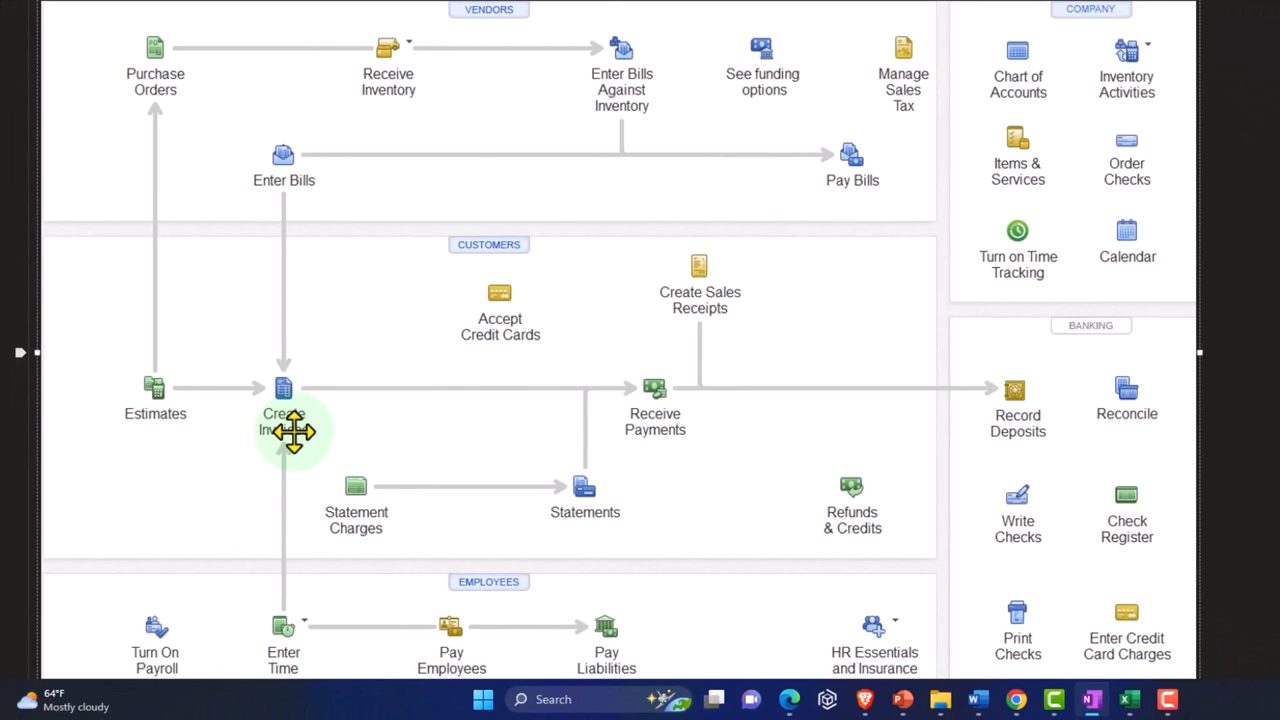 VENDORS
COMPANY
Purchase
Orders
Receive
Inventory
Enter Bills
Against
Inventory
See funding
options
Manage
Sales
Tax
Chart of
Accounts
Inventory
Activities
Enter Bills
Pay Bills
Items &
Services
Order
Checks
Turn on Time
Tracking
Calendar
CUSTOMERS
Accept
Credit Cards
Create Sales
Receipts
BANKING
Estimates
Create
Receive
Payments
Record
Deposits
Reconcile
Statement
Charges
Statements
Refunds
& Credits
Write
Checks
Check
Register
EMPLOYEES
Turn On
Payroll
Enter
Time
Pay
Employees
Pay
Liabilities
HR Essentials
and Insurance
Print
Checks
Enter Credit
Card Charges
64°F
Mostly cloudy
Search